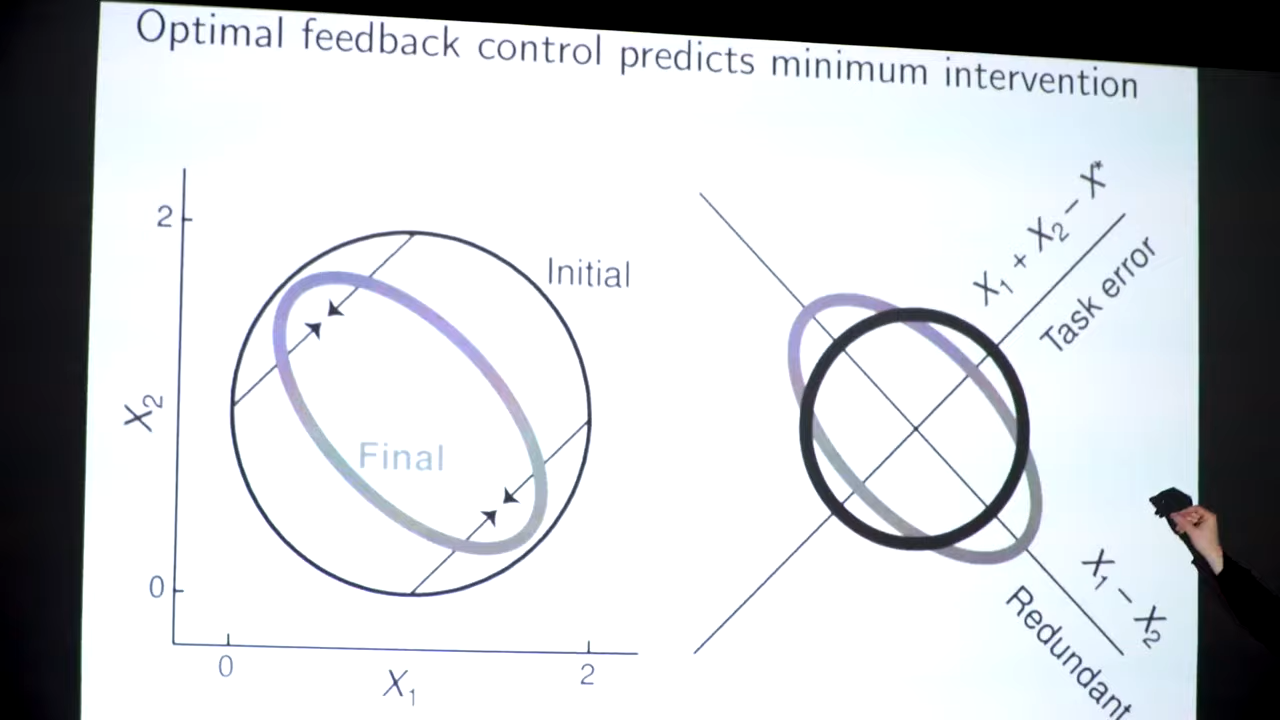 Optimal feedback control predicts minimum intervention
2
Initial
X₂
Final
0
0
2
X₁
X₁ + X₂ − X*
Task error
X₁ − X₂
Redundant